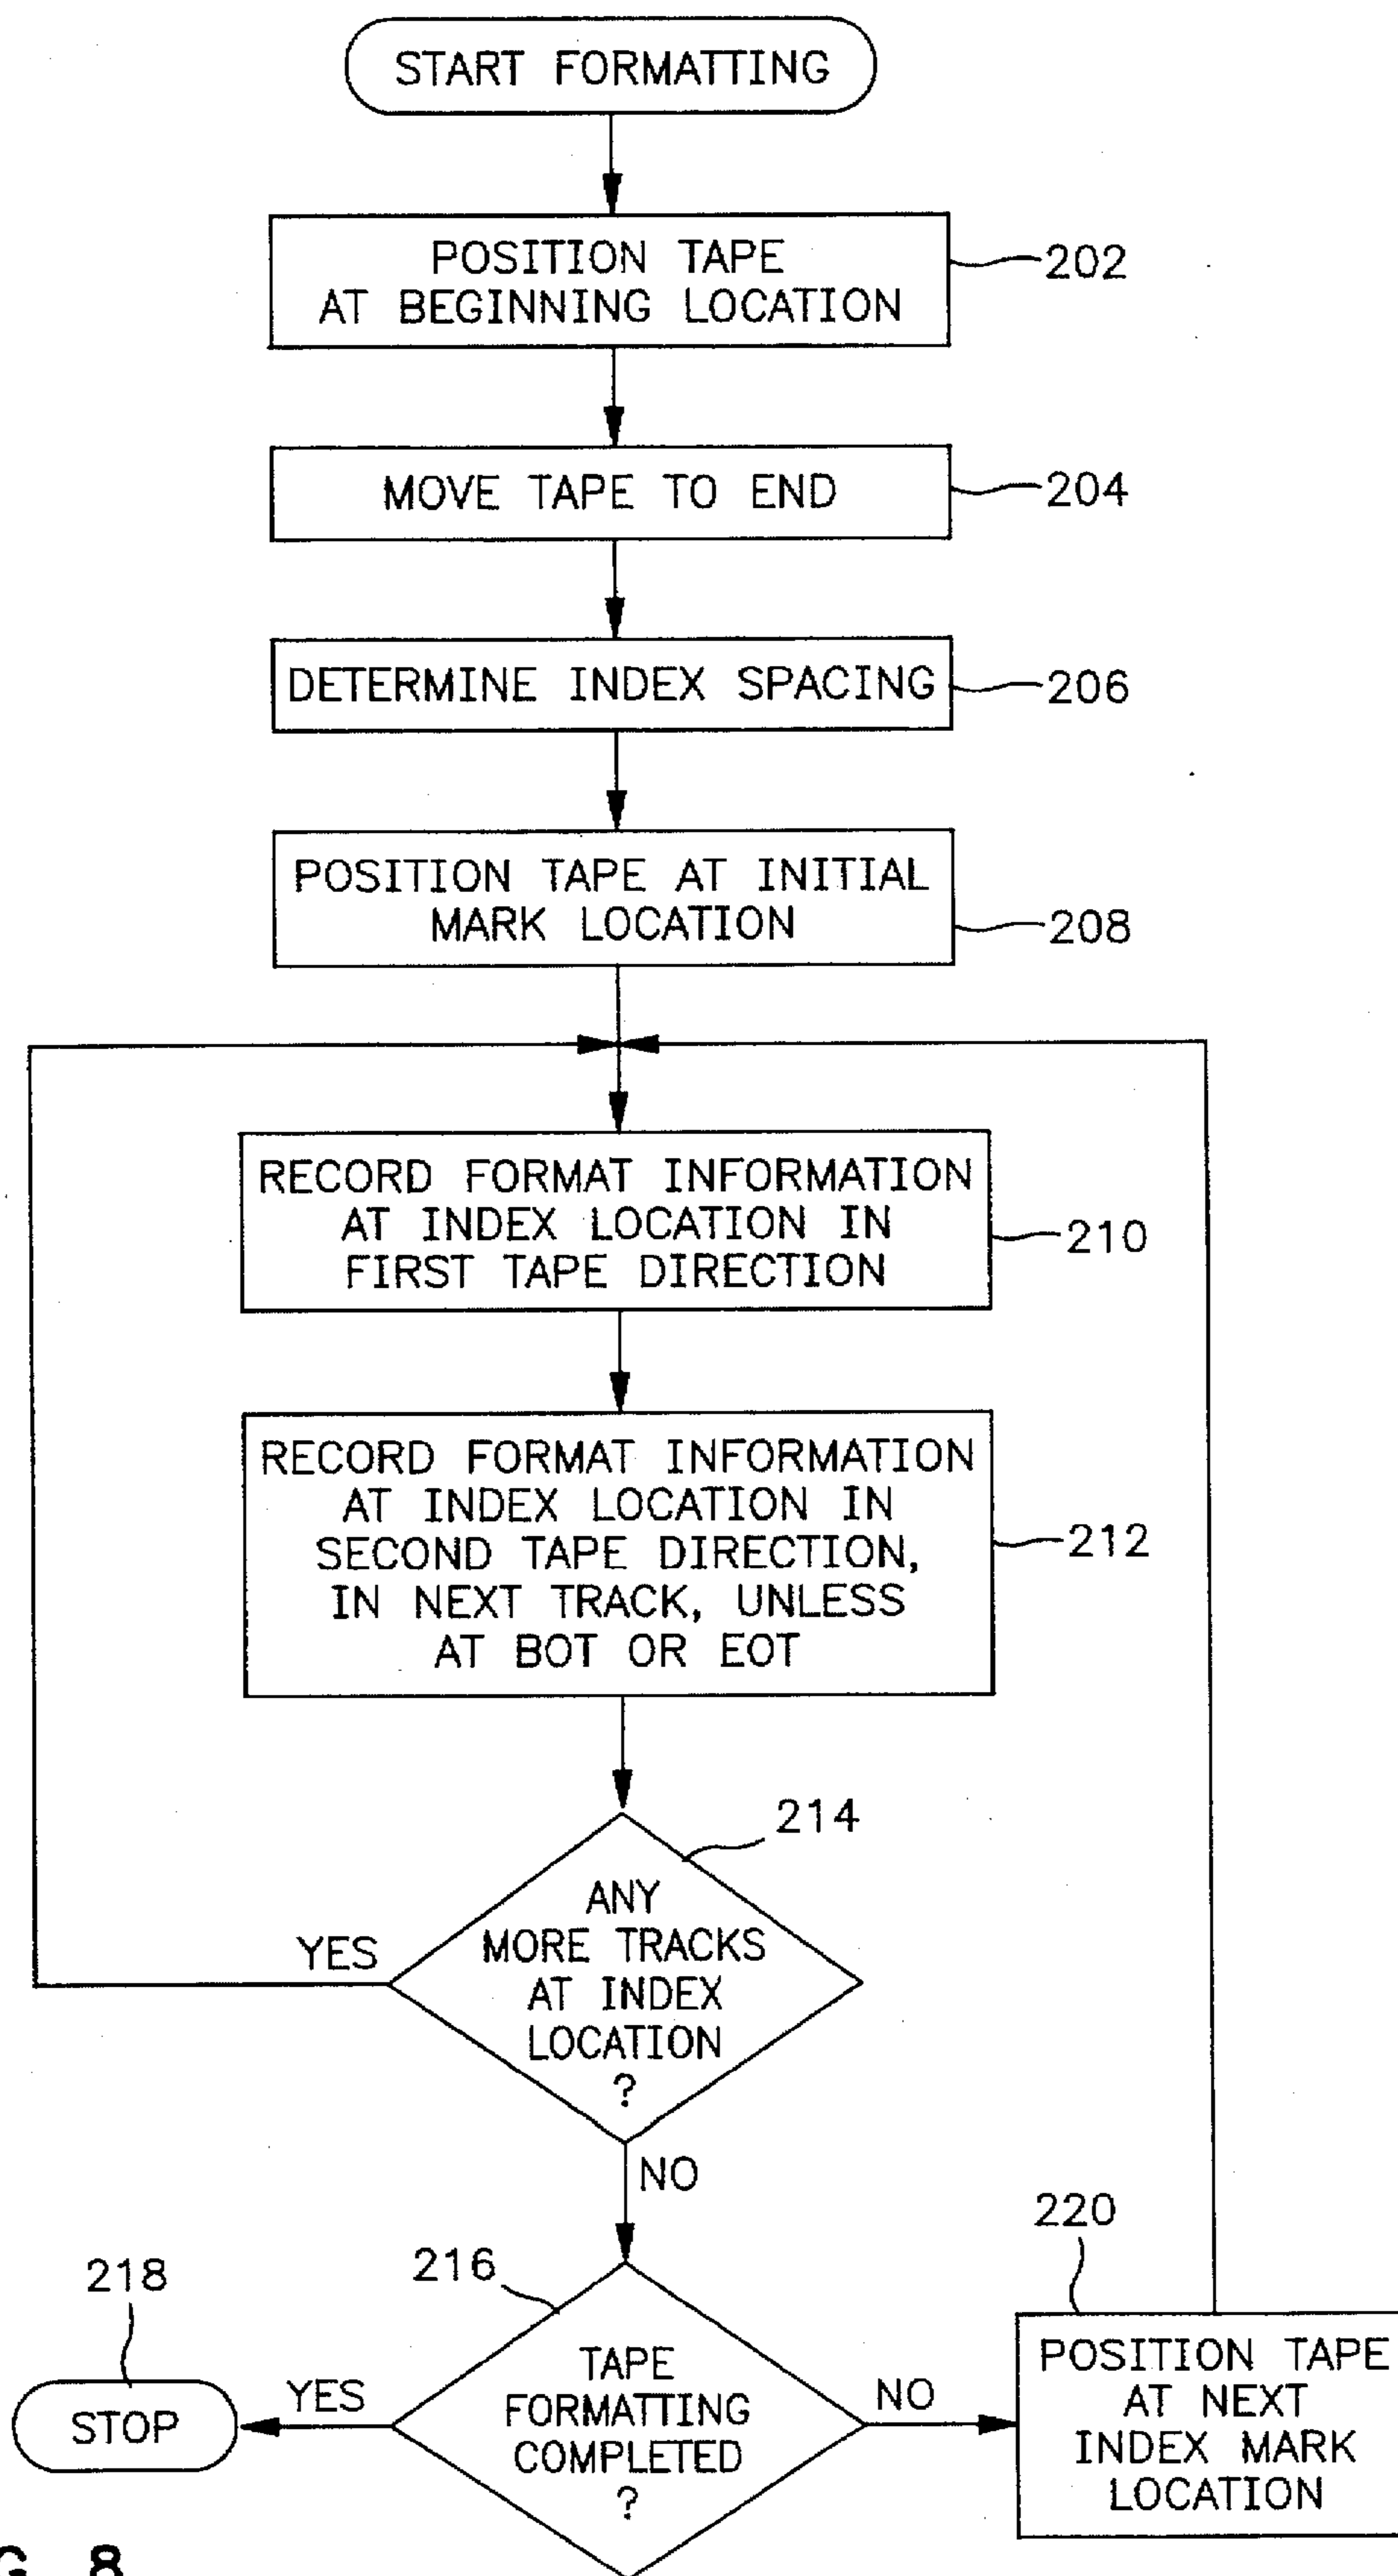 START FORMATTING
POSITION TAPE
AT BEGINNING LOCATION
202
MOVE TAPE TO END
204
DETERMINE INDEX SPACING
206
POSITION TAPE AT INITIAL
MARK LOCATION
208
RECORD FORMAT INFORMATION
AT INDEX LOCATION IN
FIRST TAPE DIRECTION
210
RECORD FORMAT INFORMATION
AT INDEX LOCATION IN
SECOND TAPE DIRECTION,
IN NEXT TRACK, UNLESS
AT BOT OR EOT
212
214
ANY
MORE TRACKS
AT INDEX
LOCATION
?
YES
NO
216
TAPE
FORMATTING
COMPLETED
?
YES
218
STOP
NO
220
POSITION TAPE
AT NEXT
INDEX MARK
LOCATION
G. 8